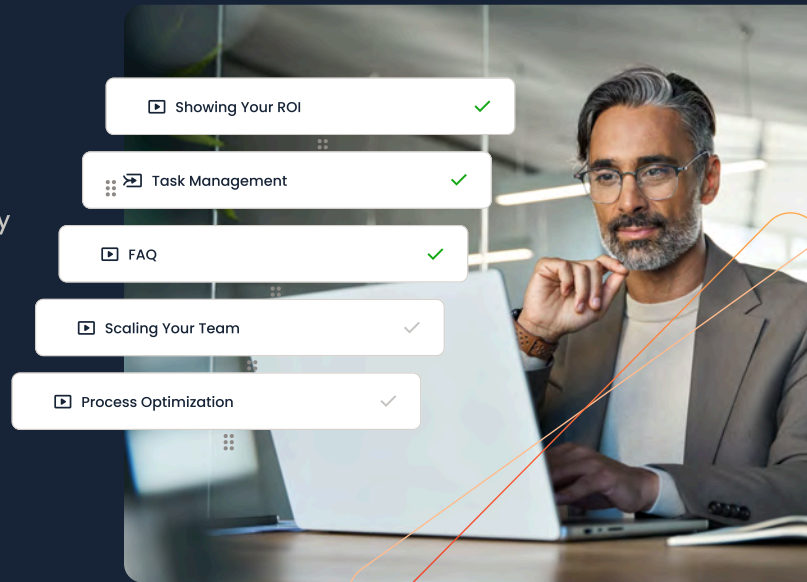 Showing Your ROI
Task Management
y
FAQ
Scaling Your Team
Process Optimization